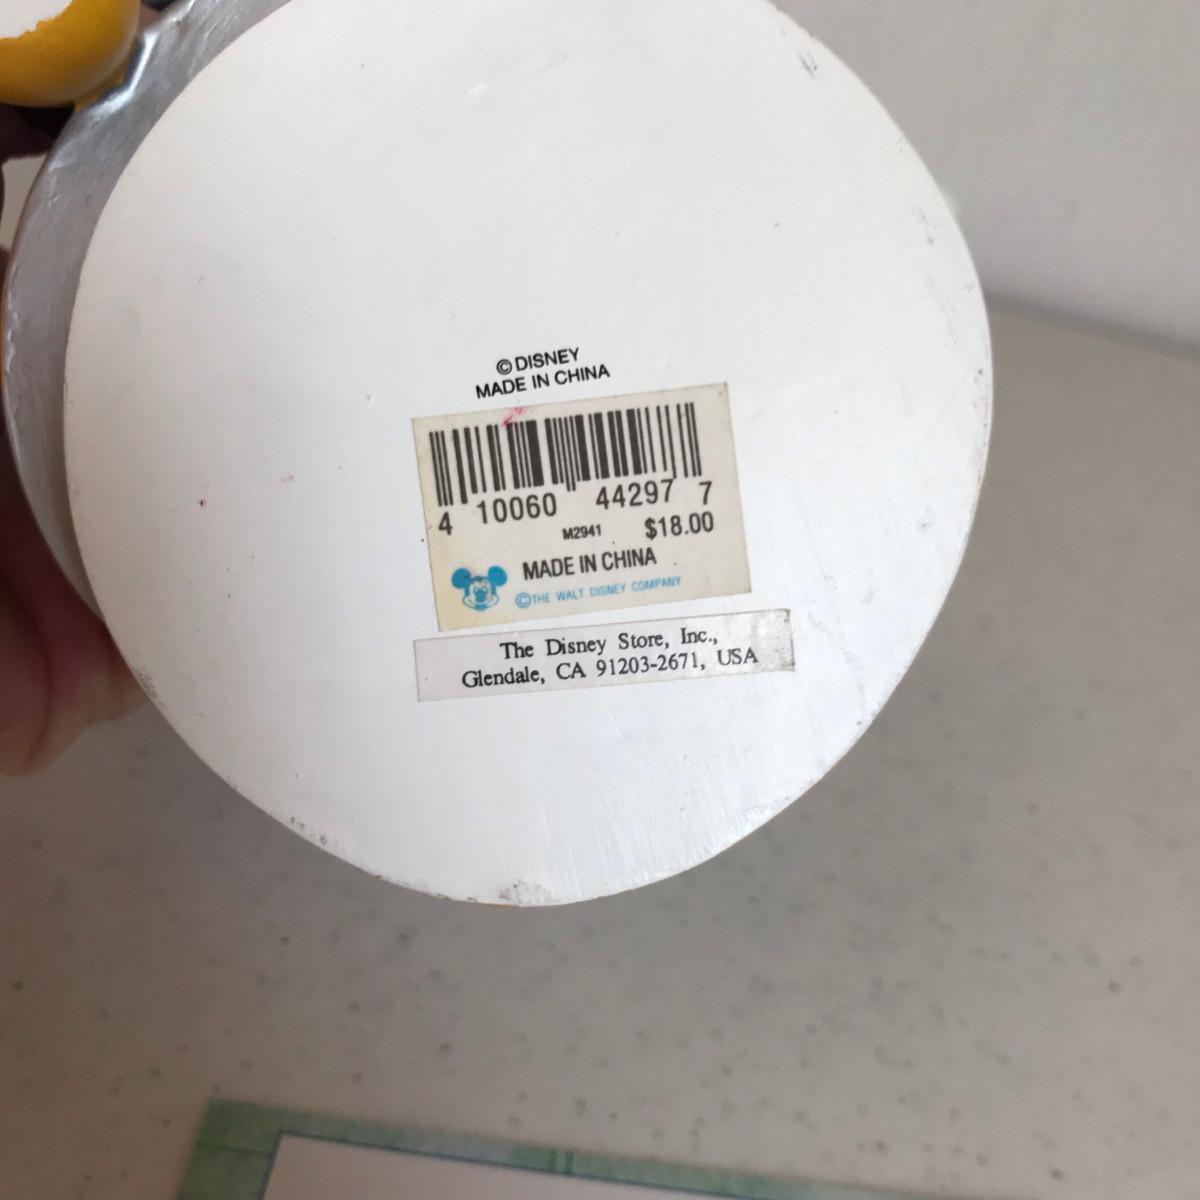 © DISNEY
MADE IN CHINA
4 10060 44297 7
M2941 $18.00
MADE IN CHINA
© THE WALT DISNEY COMPANY
The Disney Store, Inc.,
Glendale, CA 91203-2671, USA